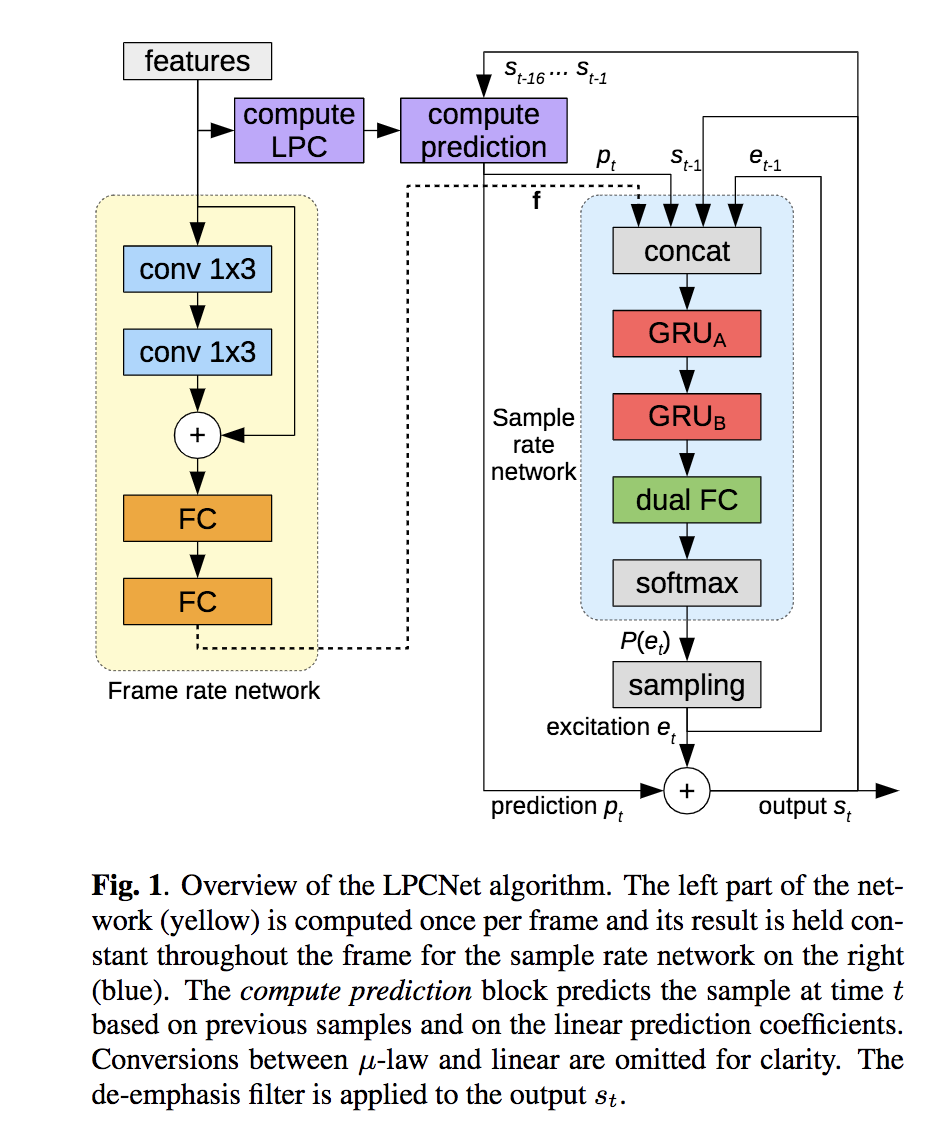 features
compute
LPC
compute
prediction
s_{t-16} ... s_{t-1}
p_t
s_{t-1}
e_{t-1}
f
conv 1x3
conv 1x3
+
FC
FC
Frame rate network
concat
GRU_A
GRU_B
dual FC
softmax
Sample
rate
network
P(e_t)
sampling
excitation e_t
prediction p_t
+
output s_t
Fig. 1. Overview of the LPCNet algorithm. The left part of the net-
work (yellow) is computed once per frame and its result is held con-
stant throughout the frame for the sample rate network on the right
(blue). The compute prediction block predicts the sample at time t
based on previous samples and on the linear prediction coefficients.
Conversions between μ-law and linear are omitted for clarity. The
de-emphasis filter is applied to the output s_t.